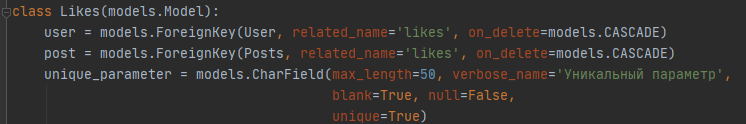 class Likes(models.Model):
    user = models.ForeignKey(User, related_name='likes', on_delete=models.CASCADE)
    post = models.ForeignKey(Posts, related_name='likes', on_delete=models.CASCADE)
    unique_parameter = models.CharField(max_length=50, verbose_name='Уникальный параметр',
                                        blank=True, null=False,
                                        unique=True)